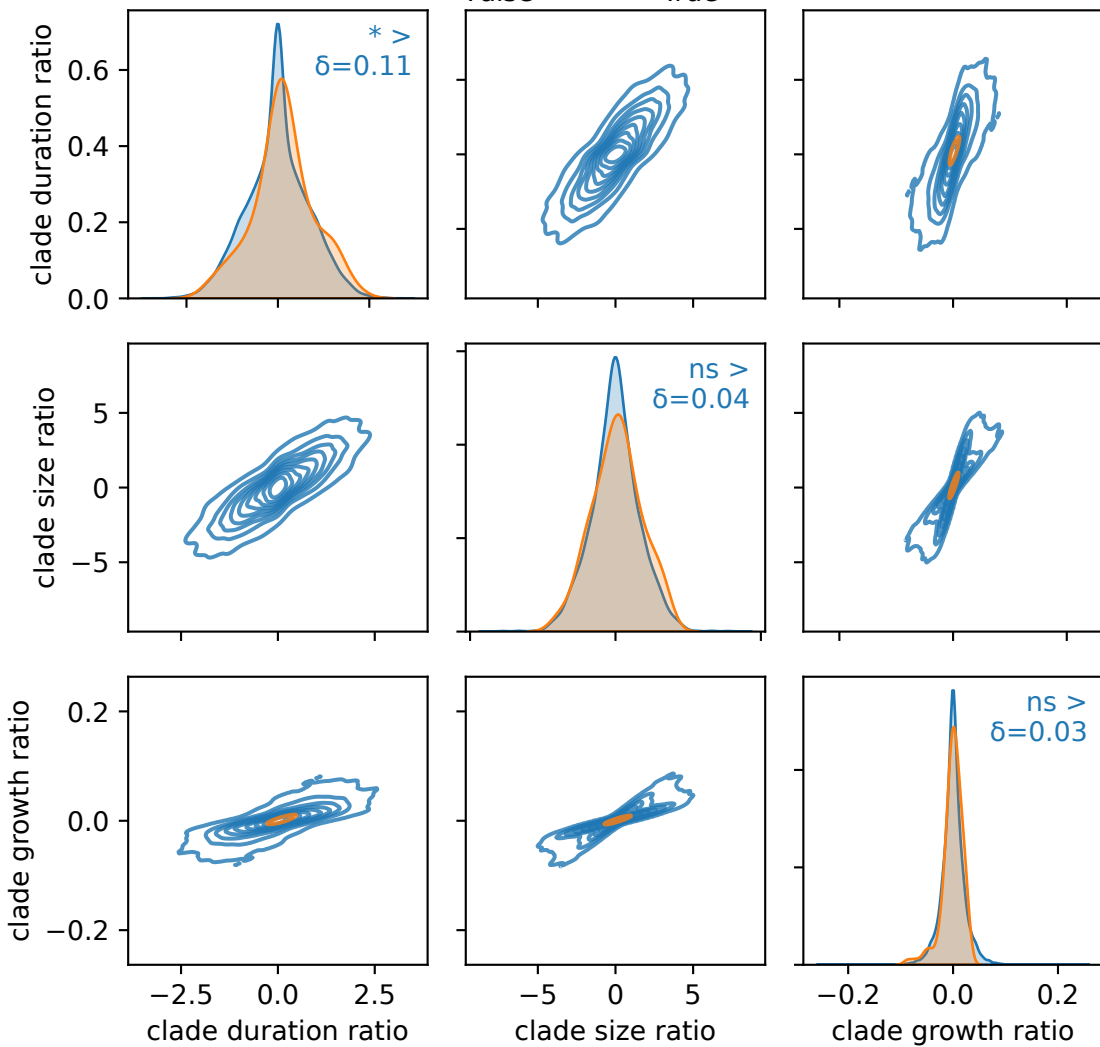 clade duration ratio
0.6
0.4
0.2
0.0
* >
δ=0.11
clade size ratio
5
0
−5
ns >
δ=0.04
clade growth ratio
0.2
0.0
−0.2
ns >
δ=0.03
−2.5 0.0 2.5
−5 0 5
−0.2 0.0 0.2
clade duration ratio
clade size ratio
clade growth ratio